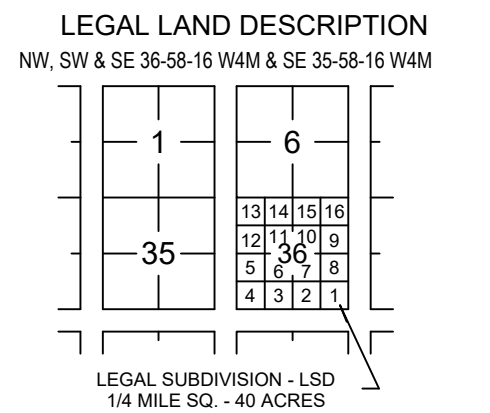 LEGAL LAND DESCRIPTION
NW, SW & SE 36-58-16 W4M & SE 35-58-16 W4M
1 6
13 14 15 16
12 11 10 9
35 36
5 6 7 8
4 3 2 1
LEGAL SUBDIVISION - LSD
1/4 MILE SQ. - 40 ACRES